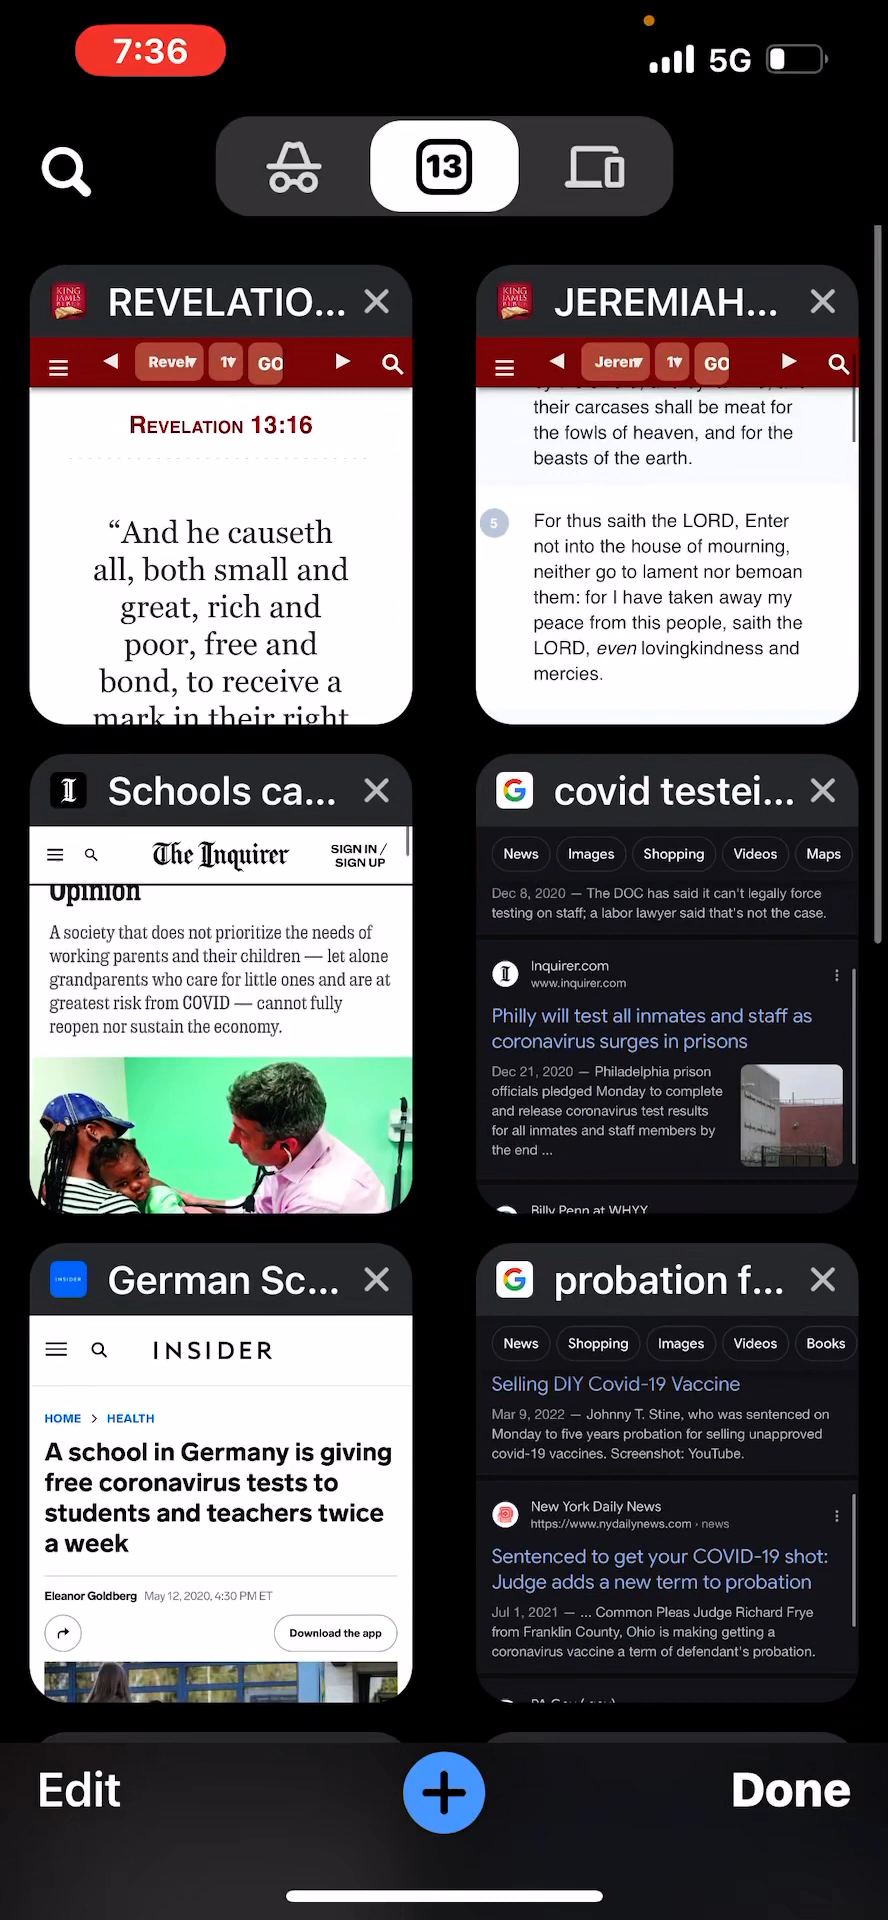 7:36
5G
13
REVELATIO...
Revel
1
GO
REVELATION 13:16
“And he causeth
all, both small and
great, rich and
poor, free and
bond, to receive a
mark in their right
JEREMIAH...
Jerem
1
GO
their carcases shall be meat for
the fowls of heaven, and for the
beasts of the earth.
5
For thus saith the LORD, Enter
not into the house of mourning,
neither go to lament nor bemoan
them: for I have taken away my
peace from this people, saith the
LORD, even lovingkindness and
mercies.
Schools ca...
The Inquirer
SIGN IN /
SIGN UP
Opinion
A society that does not prioritize the needs of
working parents and their children — let alone
grandparents who care for little ones and are at
greatest risk from COVID — cannot fully
reopen nor sustain the economy.
covid testei...
News
Images
Shopping
Videos
Maps
Dec 8, 2020 — The DOC has said it can't legally force
testing on staff; a labor lawyer said that's not the case.
Inquirer.com
www.inquirer.com
Philly will test all inmates and staff as
coronavirus surges in prisons
Dec 21, 2020 — Philadelphia prison
officials pledged Monday to complete
and release coronavirus test results
for all inmates and staff members by
the end ...
Billy Penn at WHYY
INSIDER
German Sc...
INSIDER
HOME > HEALTH
A school in Germany is giving
free coronavirus tests to
students and teachers twice
a week
Eleanor Goldberg May 12, 2020, 4:30 PM ET
Download the app
probation f...
News
Shopping
Images
Videos
Books
Selling DIY Covid-19 Vaccine
Mar 9, 2022 — Johnny T. Stine, who was sentenced on
Monday to five years probation for selling unapproved
covid-19 vaccines. Screenshot: YouTube.
New York Daily News
https://www.nydailynews.com › news
Sentenced to get your COVID-19 shot:
Judge adds a new term to probation
Jul 1, 2021 — ... Common Pleas Judge Richard Frye
from Franklin County, Ohio is making getting a
coronavirus vaccine a term of defendant's probation.
Edit
Done